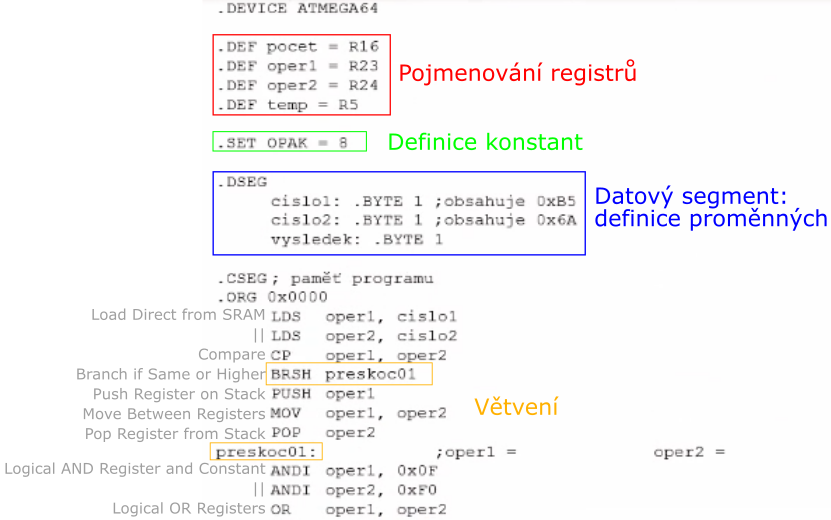 .DEVICE ATMEGA64
.DEF pocet = R16
.DEF oper1 = R23
.DEF oper2 = R24
.DEF temp = R5
Pojmenování registrů
.SET OPAK = 8
Definice konstant
.DSEG
cislo1: .BYTE 1 ;obsahuje 0xB5
cislo2: .BYTE 1 ;obsahuje 0x6A
vysledek: .BYTE 1
Datový segment:
definice proměnných
.CSEG ; paměť programu
.ORG 0x0000
Load Direct from SRAM LDS oper1, cislo1
|| LDS oper2, cislo2
Compare CP oper1, oper2
Branch if Same or Higher BRSH preskoc01
Push Register on Stack PUSH oper1
Move Between Registers MOV oper1, oper2
Pop Register from Stack POP oper2
Větvení
preskoc01: ;oper1 = oper2 =
Logical AND Register and Constant ANDI oper1, 0x0F
|| ANDI oper2, 0xF0
Logical OR Registers OR oper1, oper2